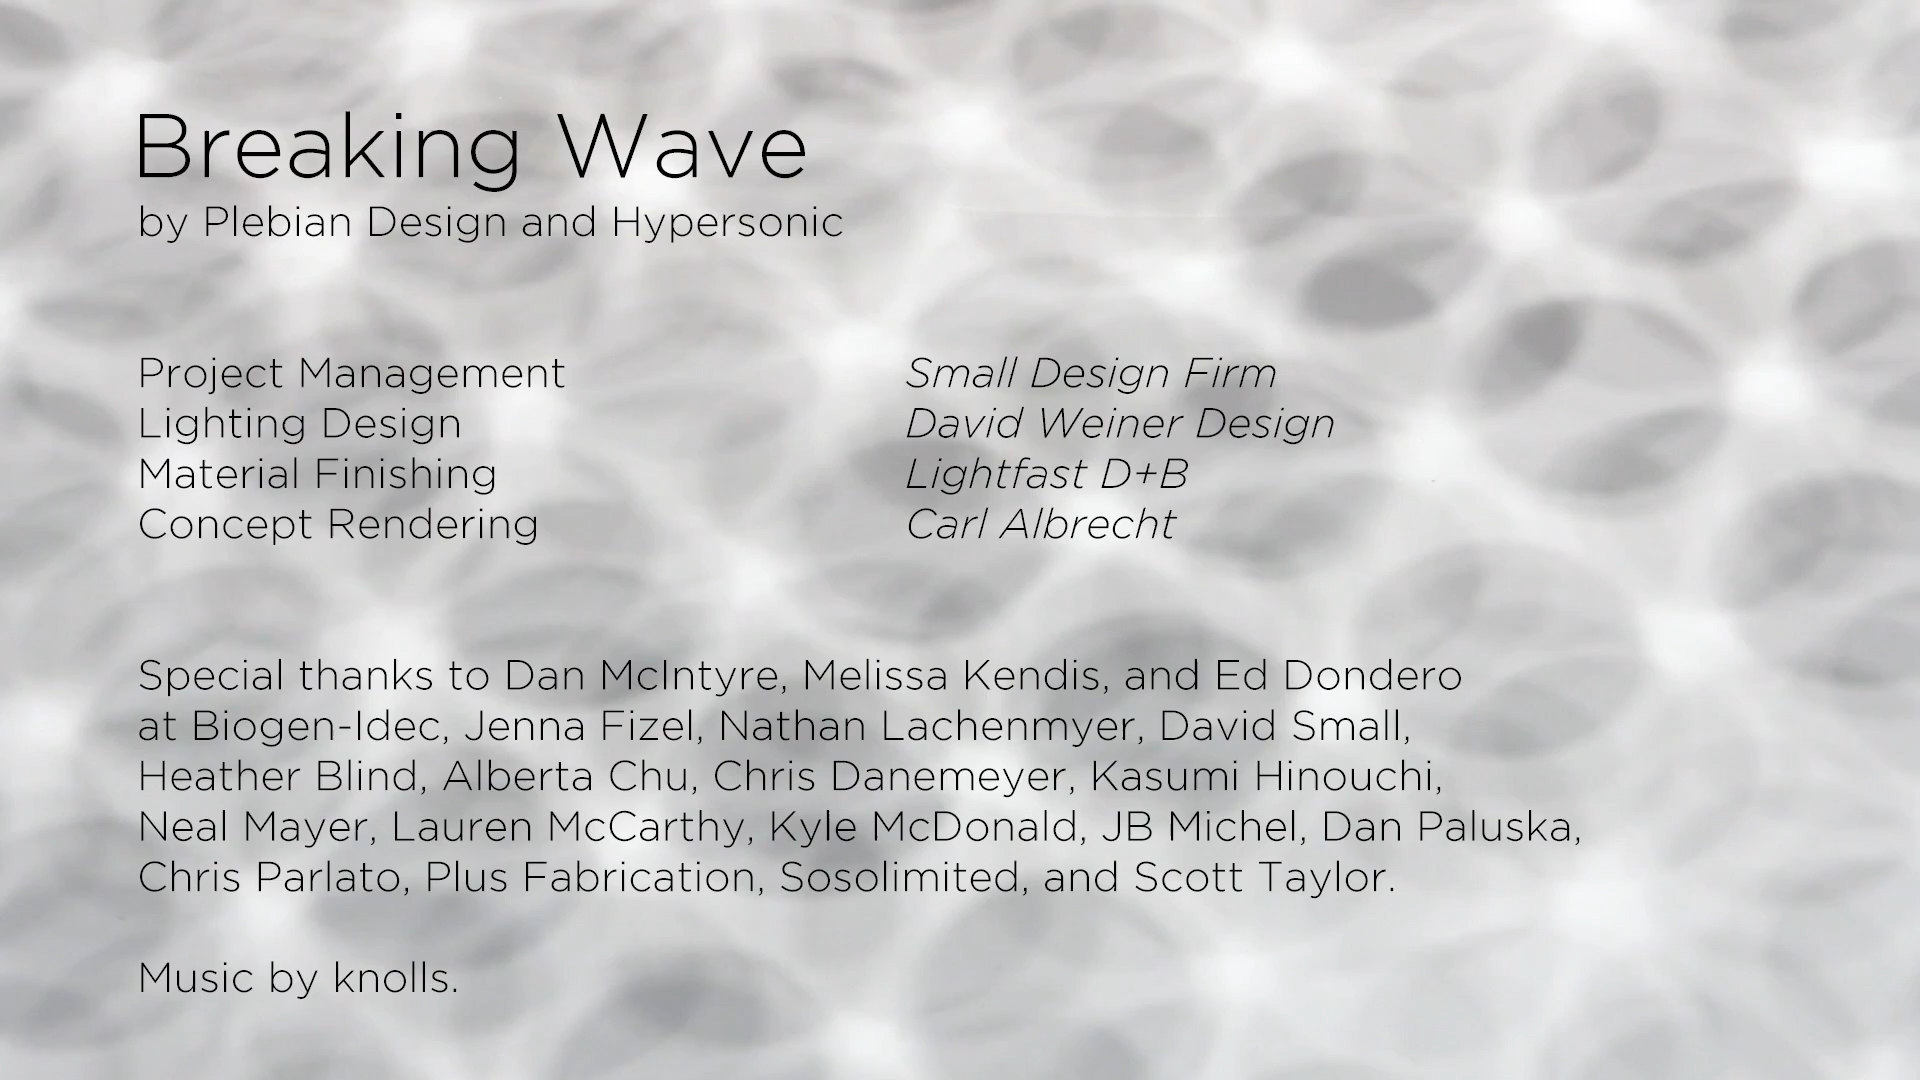 Breaking Wave
by Plebian Design and Hypersonic
Project Management Small Design Firm
Lighting Design David Weiner Design
Material Finishing Lightfast D+B
Concept Rendering Carl Albrecht
Special thanks to Dan McIntyre, Melissa Kendis, and Ed Dondero
at Biogen-Idec, Jenna Fizel, Nathan Lachenmyer, David Small,
Heather Blind, Alberta Chu, Chris Danemeyer, Kasumi Hinouchi,
Neal Mayer, Lauren McCarthy, Kyle McDonald, JB Michel, Dan Paluska,
Chris Parlato, Plus Fabrication, Sosolimited, and Scott Taylor.
Music by knolls.